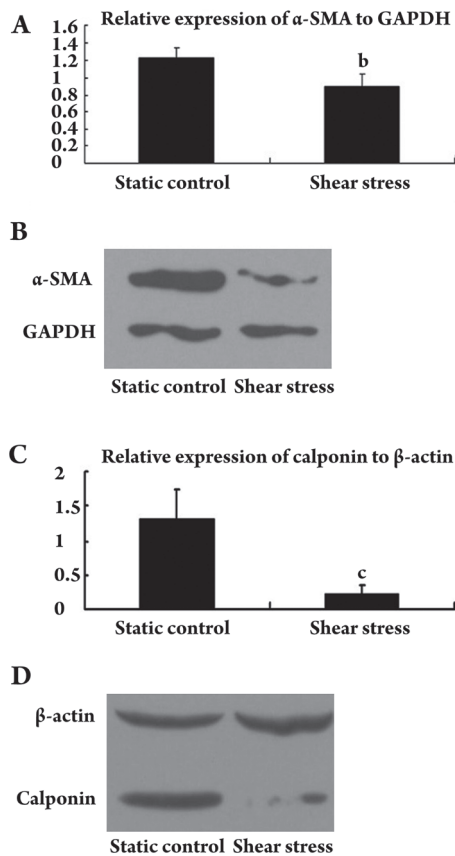 A
Relative expression of α-SMA to GAPDH
1.6
1.4
1.2
1
0.8
0.6
0.4
0.2
0
b
Static control Shear stress
B
α-SMA
GAPDH
Static control Shear stress
C
Relative expression of calponin to β-actin
2
1.5
1
0.5
0
c
Static control Shear stress
D
β-actin
Calponin
Static control Shear stress